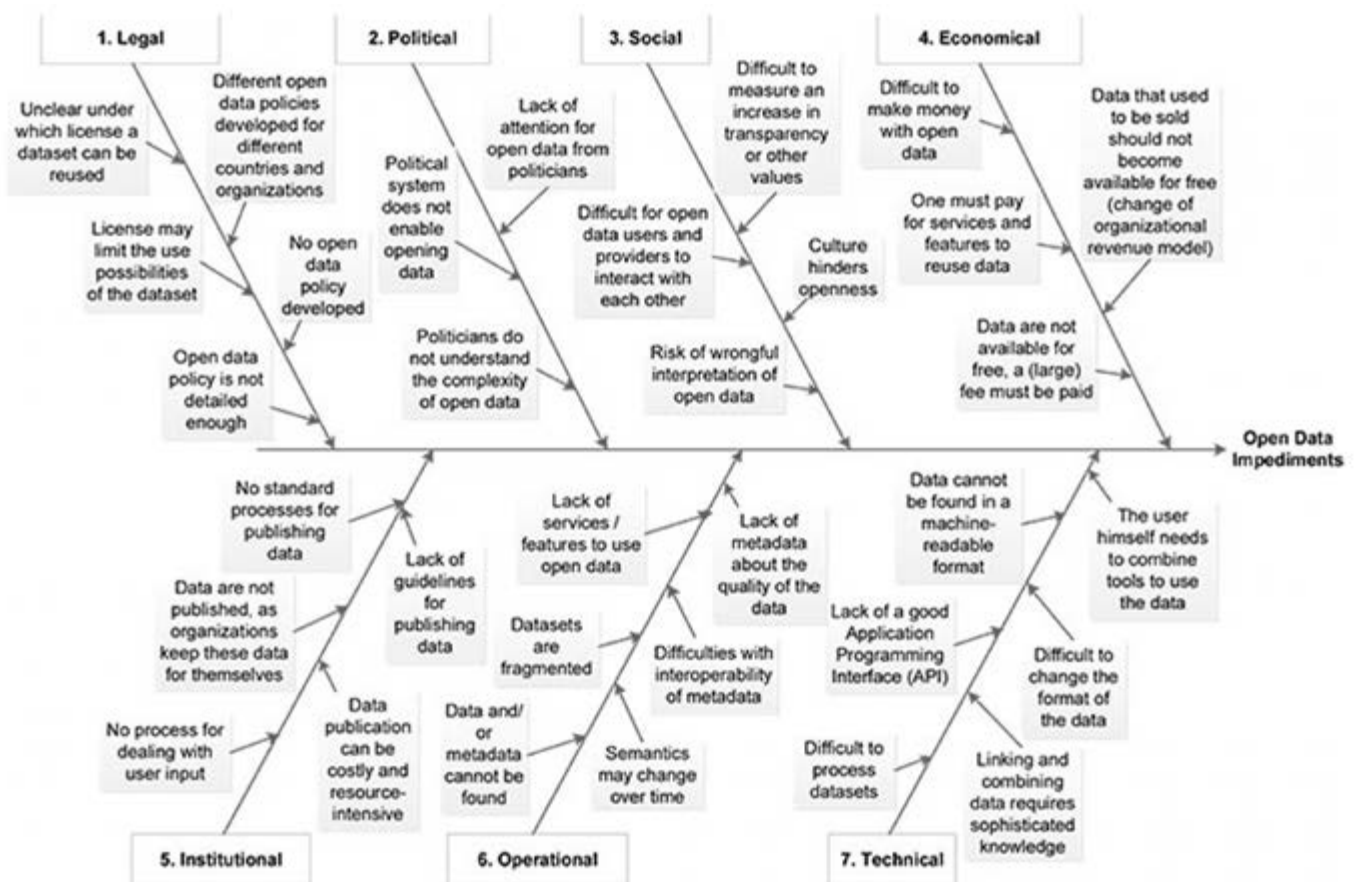 1. Legal
Unclear under
which license a
dataset can be
reused
Different open
data policies
developed for
different
countries and
organizations
License may
limit the use
possibilities
of the dataset
No open
data
policy
developed
Open data
policy is not
detailed
enough
2. Political
Lack of
attention for
open data from
politicians
Political
system
does not
enable
opening
data
Politicians do
not understand
the complexity
of open data
3. Social
Difficult to
measure an
increase in
transparency
or other
values
Difficult for open
data users and
providers to
interact with
each other
Culture
hinders
openness
Risk of wrongful
interpretation of
open data
4. Economical
Difficult to
make money
with open
data
Data that used
to be sold
should not
become
available for free
(change of
organizational
revenue model)
One must pay
for services and
features to
reuse data
Data are not
available for
free, a (large)
fee must be paid
Open Data
Impediments
No standard
processes for
publishing
data
Lack of
guidelines
for
publishing
data
Data are not
published, as
organizations
keep these data
for themselves
No process for
dealing with
user input
Data
publication
can be
costly and
resource-
intensive
5. Institutional
Lack of
services /
features to use
open data
Lack of
metadata
about the
quality of the
data
Datasets
are
fragmented
Difficulties with
interoperability
of metadata
Data and/
or
metadata
cannot be
found
Semantics
may change
over time
6. Operational
Data cannot
be found in a
machine-
readable
format
The user
himself needs
to combine
tools to use
the data
Lack of a good
Application
Programming
Interface (API)
Difficult to
change the
format of
the data
Difficult to
process
datasets
Linking and
combining
data requires
sophisticated
knowledge
7. Technical